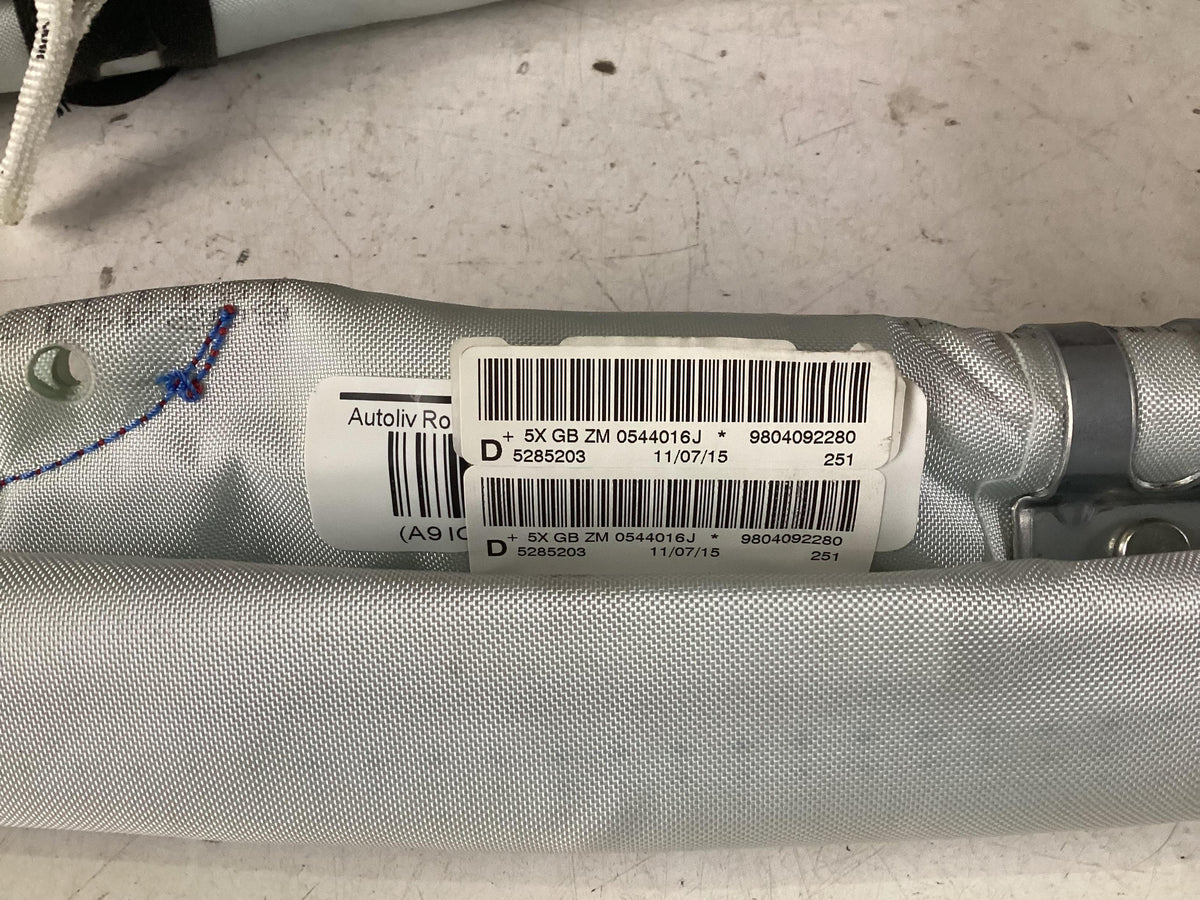 Autoliv Ro
(A9 IC
+ 5X GB ZM 0544016J * 9804092280
D 5285203 11/07/15 251
+ 5X GB ZM 0544016J * 9804092280
D 5285203 11/07/15 251